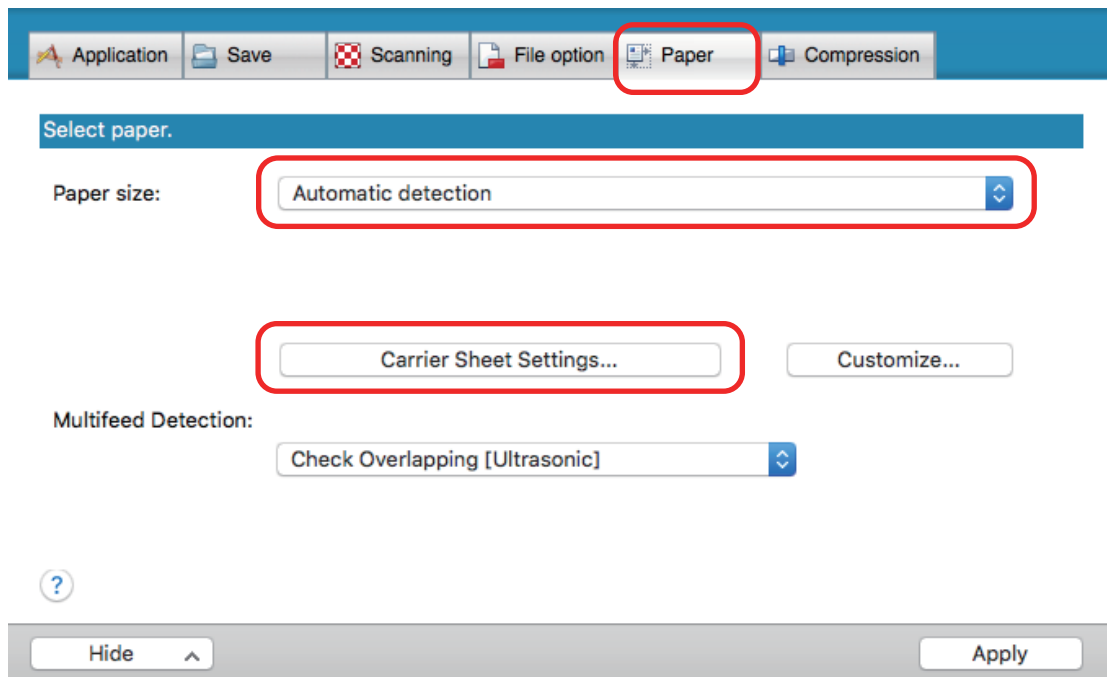 Application Save Scanning File option Paper Compression
Select paper.
Paper size: Automatic detection
Carrier Sheet Settings... Customize...
Multifeed Detection:
Check Overlapping [Ultrasonic]
?
Hide Apply